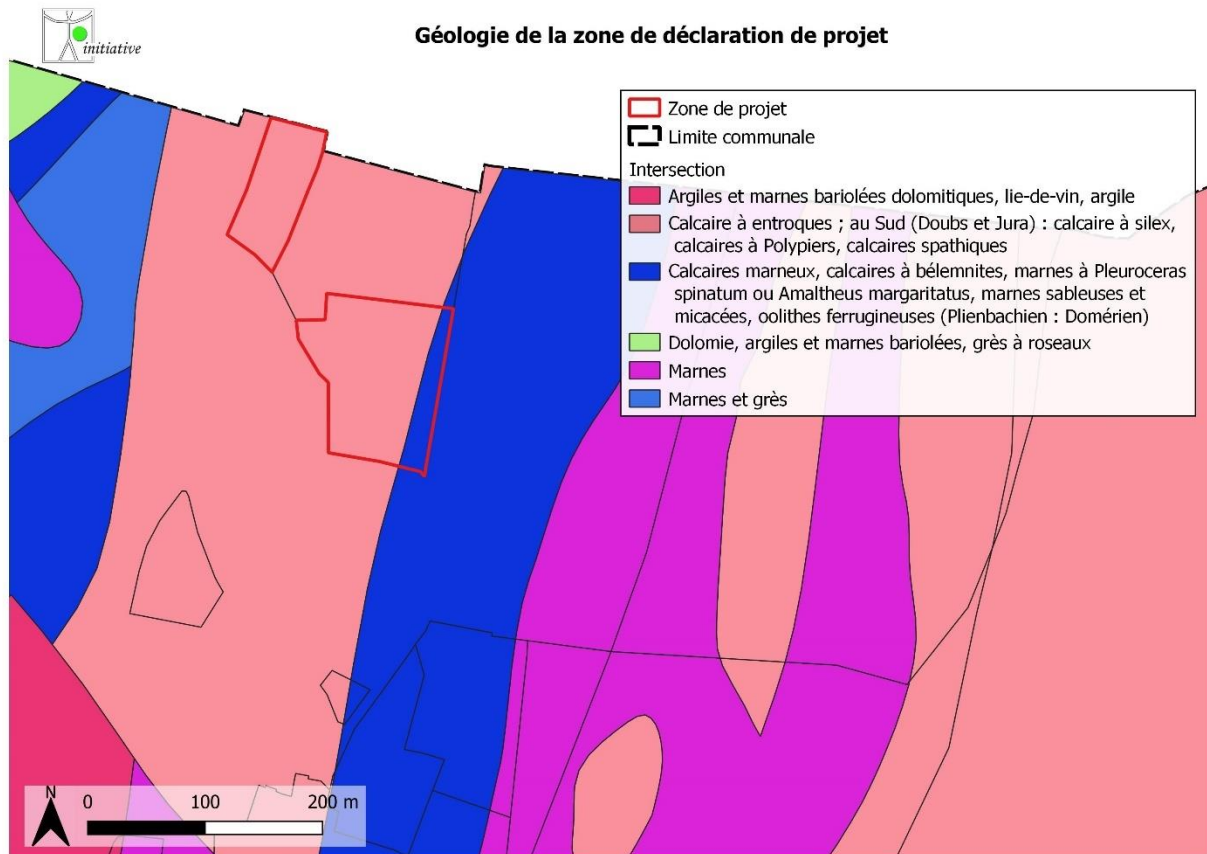 initiative
Géologie de la zone de déclaration de projet
Zone de projet
Limite communale
Intersection
Argiles et marnes bariolées dolomitiques, lie-de-vin, argile
Calcaire à entroques ; au Sud (Doubs et Jura) : calcaire à silex,
calcaires à Polypiers, calcaires spathiques
Calcaires marneux, calcaires à bélemnites, marnes à Pleuroceras
spinatum ou Amaltheus margaritatus, marnes sableuses et
micacées, oolithes ferrugineuses (Plienbachien : Domérien)
Dolomie, argiles et marnes bariolées, grès à roseaux
Marnes
Marnes et grès
N
0 100 200 m